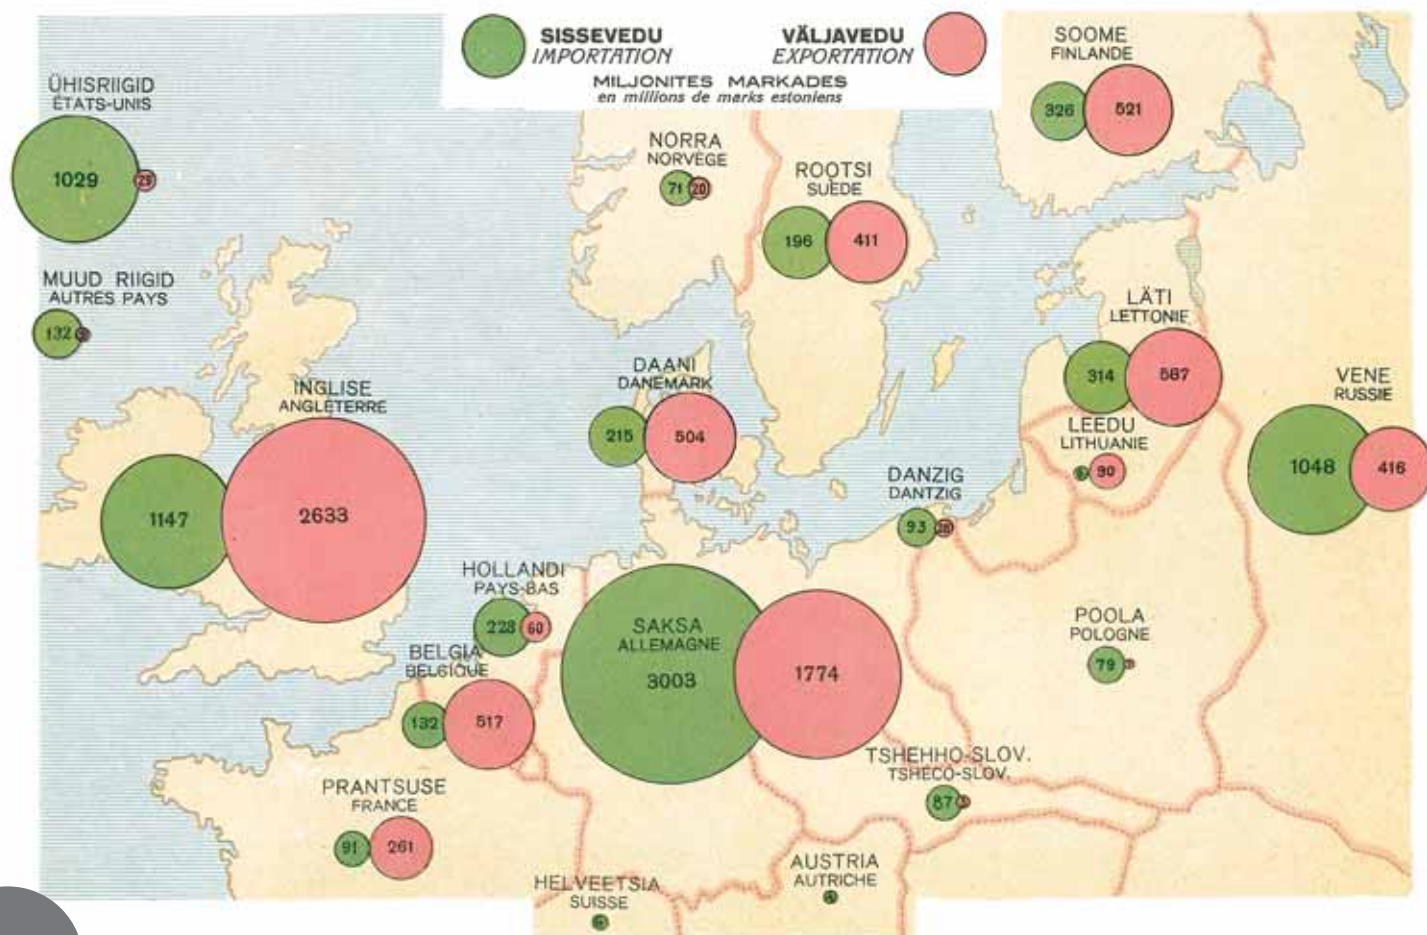 SISSEVEDU
IMPORTATION
VÄLJAVEDU
EXPORTATION
MILJONITES MARKADES
en millions de marks estoniens
SOOME
FINLANDE
326
521
ÜHISRIIGID
ÉTATS-UNIS
1029
NORRA
NORVÈGE
71
20
ROOTSI
SUÈDE
196
411
MUUD RIIGID
AUTRES PAYS
132
LÄTI
LETTONIE
314
587
DAANI
DANEMARK
215
504
INGLISE
ANGLETERRE
1147
2633
VENE
RUSSIE
1048
416
LEEDU
LITHUANIE
90
DANZIG
DANTZIG
93
HOLLANDI
PAYS-BAS
228
60
SAKSA
ALLEMAGNE
3003
1774
POOLA
POLOGNE
79
BELGIA
BELGIQUE
132
517
TSHEHHO-SLOV.
TSHECO-SLOV.
87
PRANTSUSE
FRANCE
91
261
AUSTRIA
AUTRICHE
HELVEETSIA
SUISSE